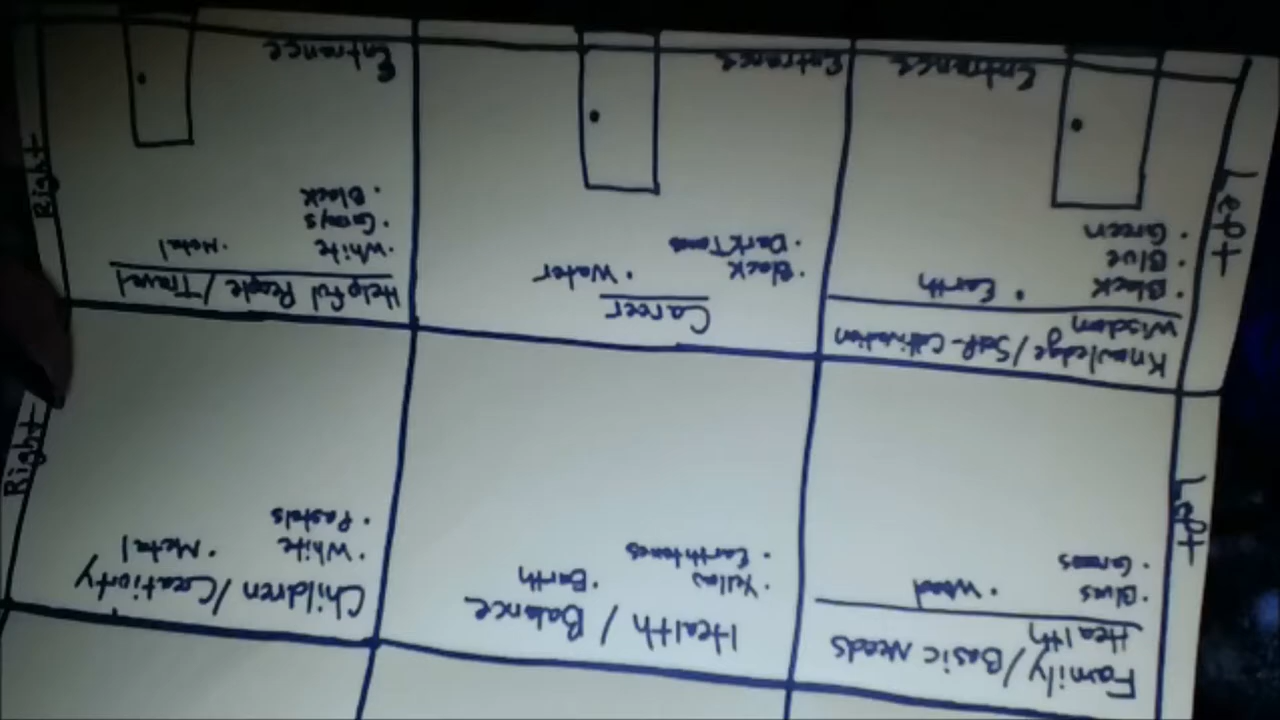 Left
Family/Basic Needs
Health
• Blues • Wood
• Greens
Health / Balance
• Yellow • Earth
• Earthtones
Children/Creativity
• White • Metal
• Pastels
Right
Left
Knowledge/Self-Cultivation
Wisdom
• Black • Earth
• Blue
• Green
Entrance
Career
• Black • Water
• Dark Tones
Entrance
Helpful People/Travel
• White • Metal
• Grays
• Black
Entrance
Right